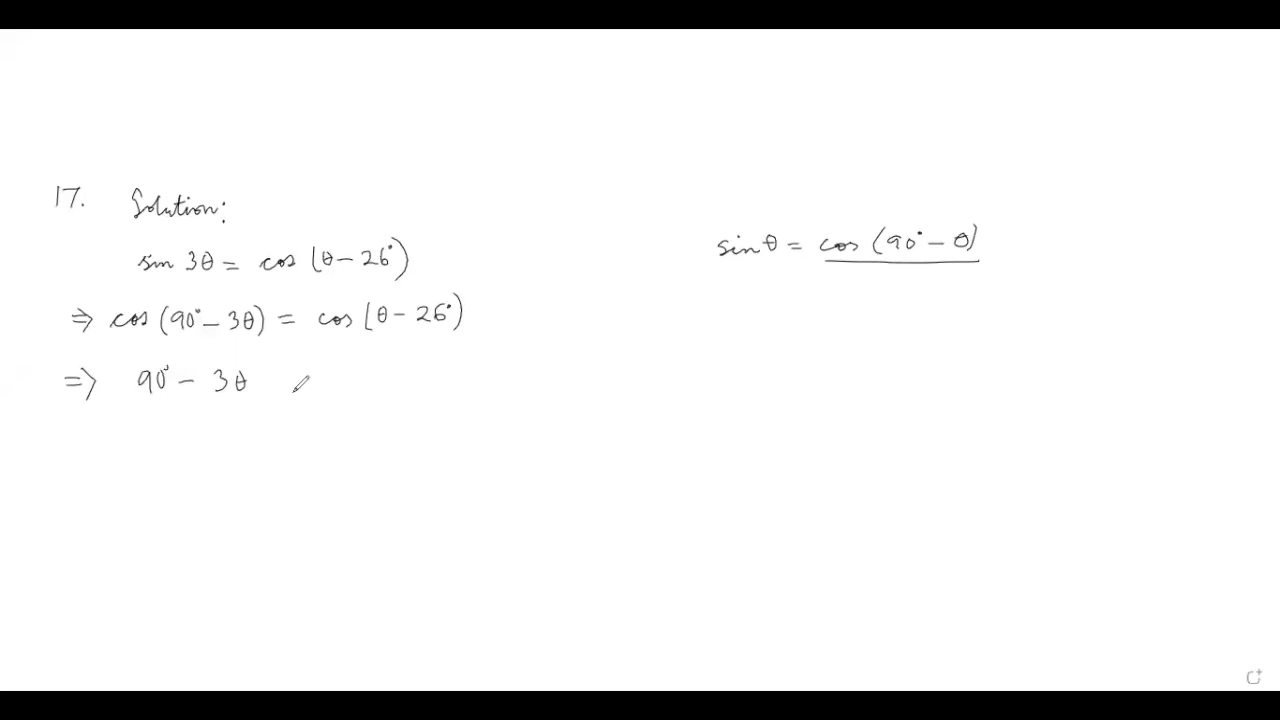 17. Solution:
sin 3θ = cos (θ - 26°)
sin θ = cos (90° - θ)
⇒ cos (90° - 3θ) = cos (θ - 26°)
⇒ 90° - 3θ